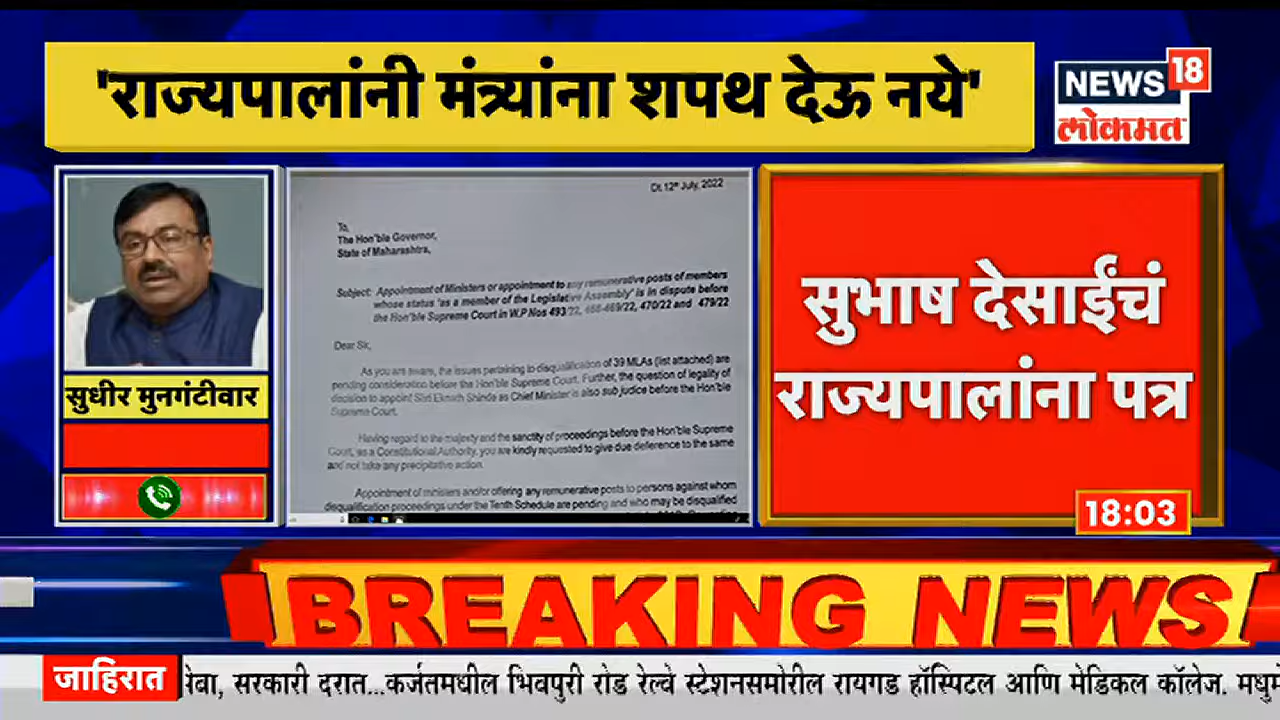 'राज्यपालांनी मंत्र्यांना शपथ देऊ नये'
NEWS 18
लोकमत
सुधीर मुनगंटीवार
Dt. 12th July, 2022
To,
The Hon'ble Governor,
State of Maharashtra,
Subject: Appointment of Ministers or appointment to any remunerative posts of members
whose status 'as a member of the Legislative Assembly' is in dispute before
the Hon'ble Supreme Court in W.P Nos 493/22, 468-469/22, 470/22 and 479/22
Dear Sir,
As you are aware, the issues pertaining to disqualification of 39 MLAs (list attached) are
pending consideration before the Hon'ble Supreme Court. Further, the question of legality of
decision to appoint Shri Eknath Shinde as Chief Minister is also sub judice before the Hon'ble
Supreme Court.
Having regard to the majesty and the sanctity of proceedings before the Hon'ble Supreme
Court, as a Constitutional Authority, you are kindly requested to give due deference to the same
and not take any precipitative action.
Appointment of ministers and/or offering any remunerative posts to persons against whom
disqualification proceedings under the Tenth Schedule are pending and who may be disqualified
सुभाष देसाईंचं
राज्यपालांना पत्र
18:03
BREAKING NEWS
जाहिरात
सरकारी दरात...कर्जतमधील भिवपुरी रोड रेल्वे स्टेशनसमोरील रायगड हॉस्पिटल आणि मेडिकल कॉलेज.